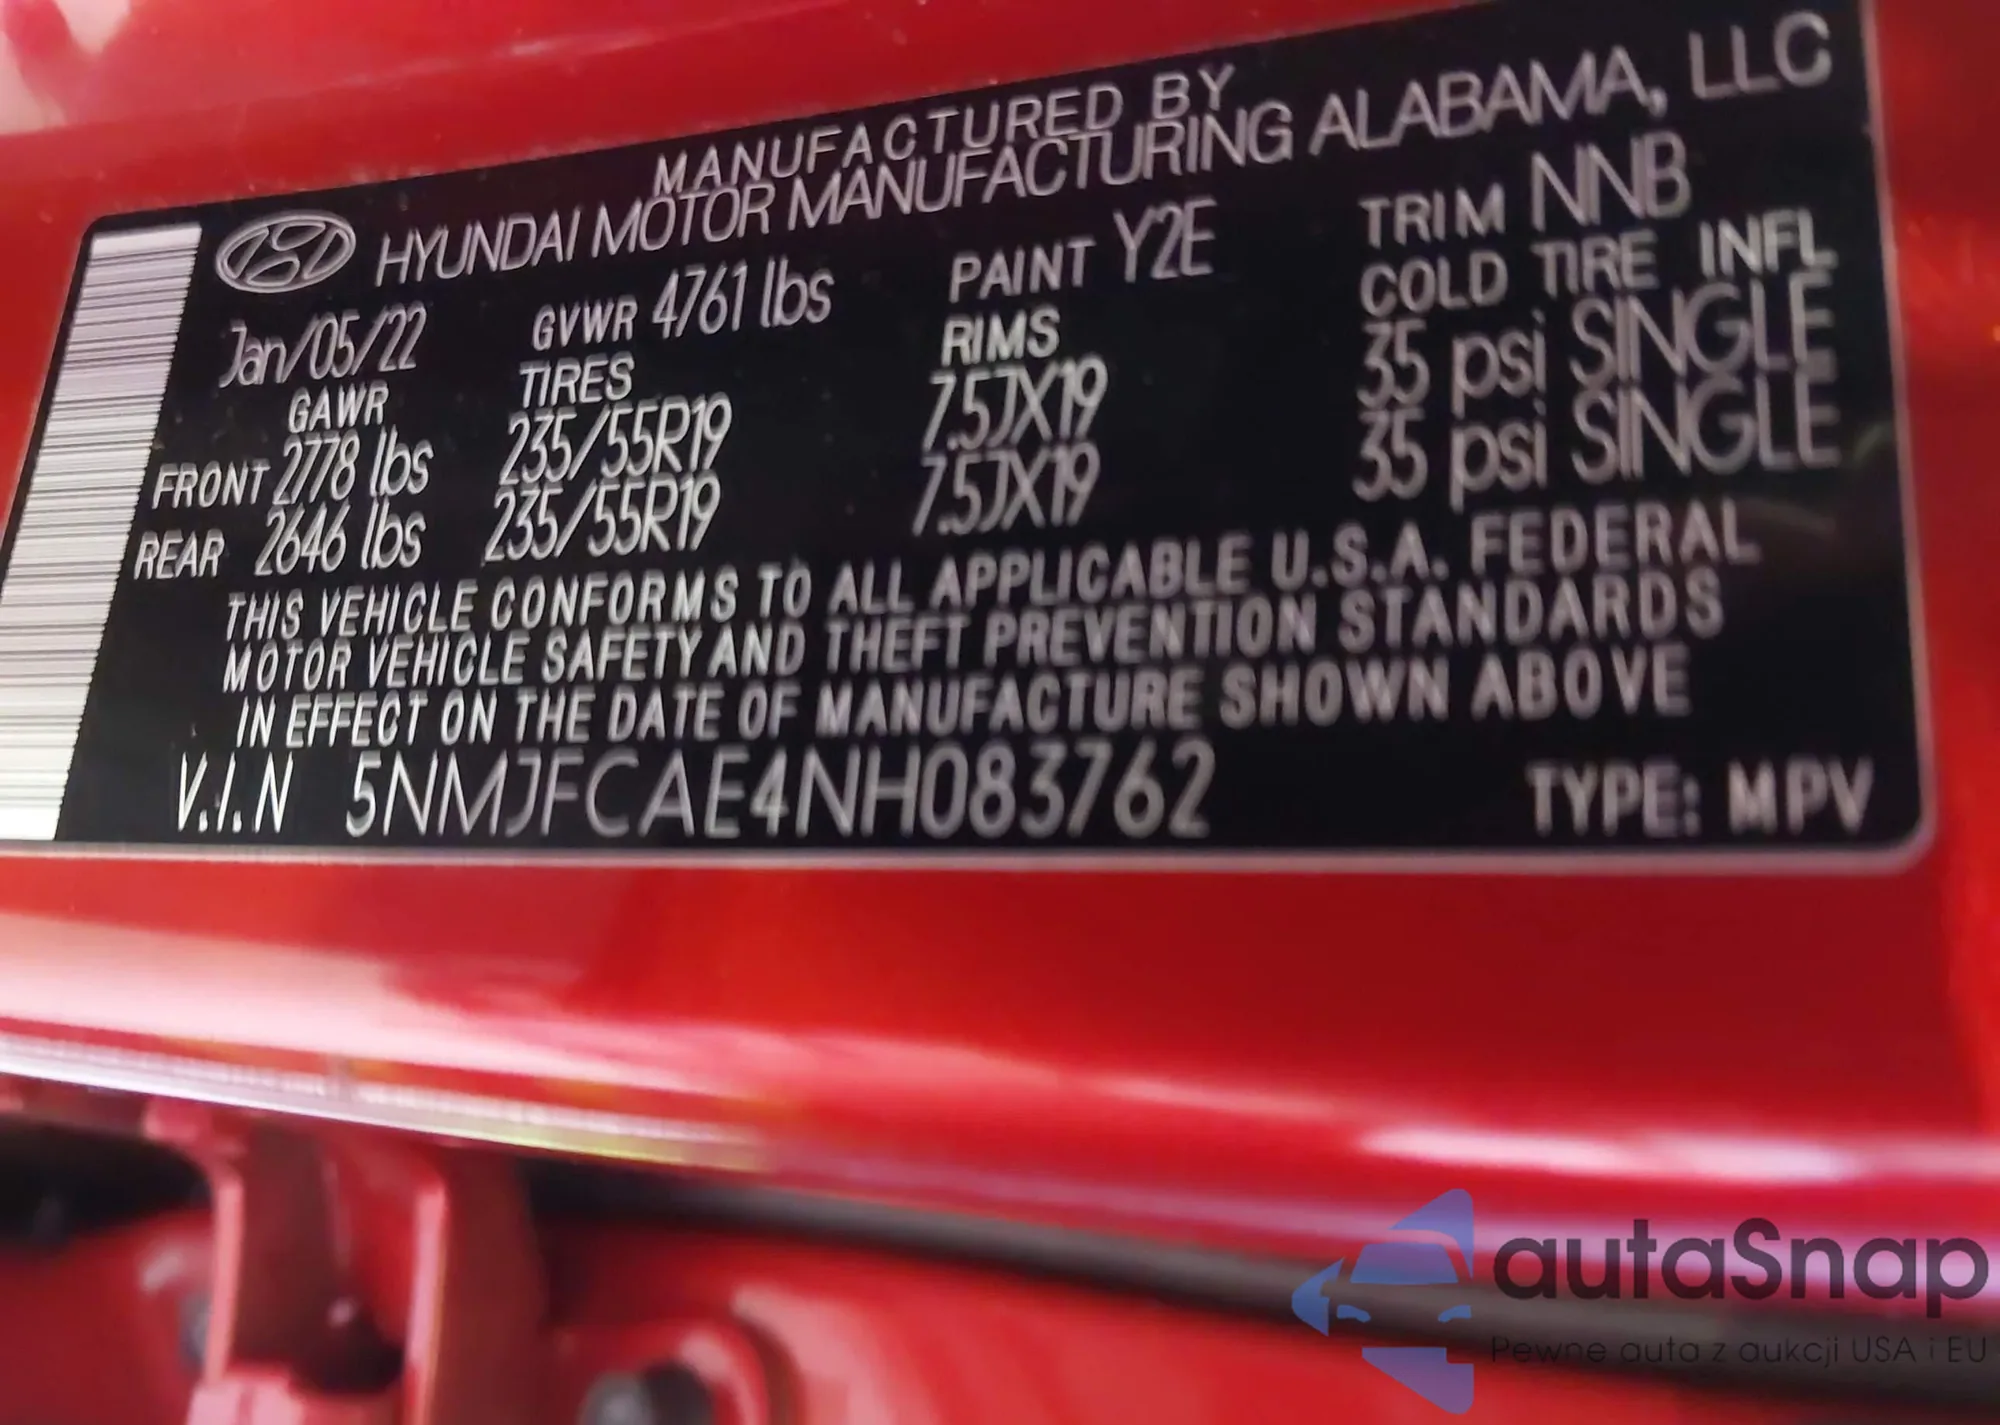 MANUFACTURED BY
HYUNDAI MOTOR MANUFACTURING ALABAMA, LLC
Jan/05/22 GVWR 4761 lbs PAINT Y2E TRIM NNB
GAWR TIRES RIMS COLD TIRE INFL
FRONT 2778 lbs 235/55R19 7.5JX19 35 psi SINGLE
REAR 2646 lbs 235/55R19 7.5JX19 35 psi SINGLE
THIS VEHICLE CONFORMS TO ALL APPLICABLE U.S.A. FEDERAL
MOTOR VEHICLE SAFETY AND THEFT PREVENTION STANDARDS
IN EFFECT ON THE DATE OF MANUFACTURE SHOWN ABOVE
V.I.N 5NMJFCAE4NH083762 TYPE: MPV
autaSnap
Pewne auta z aukcji USA i EU